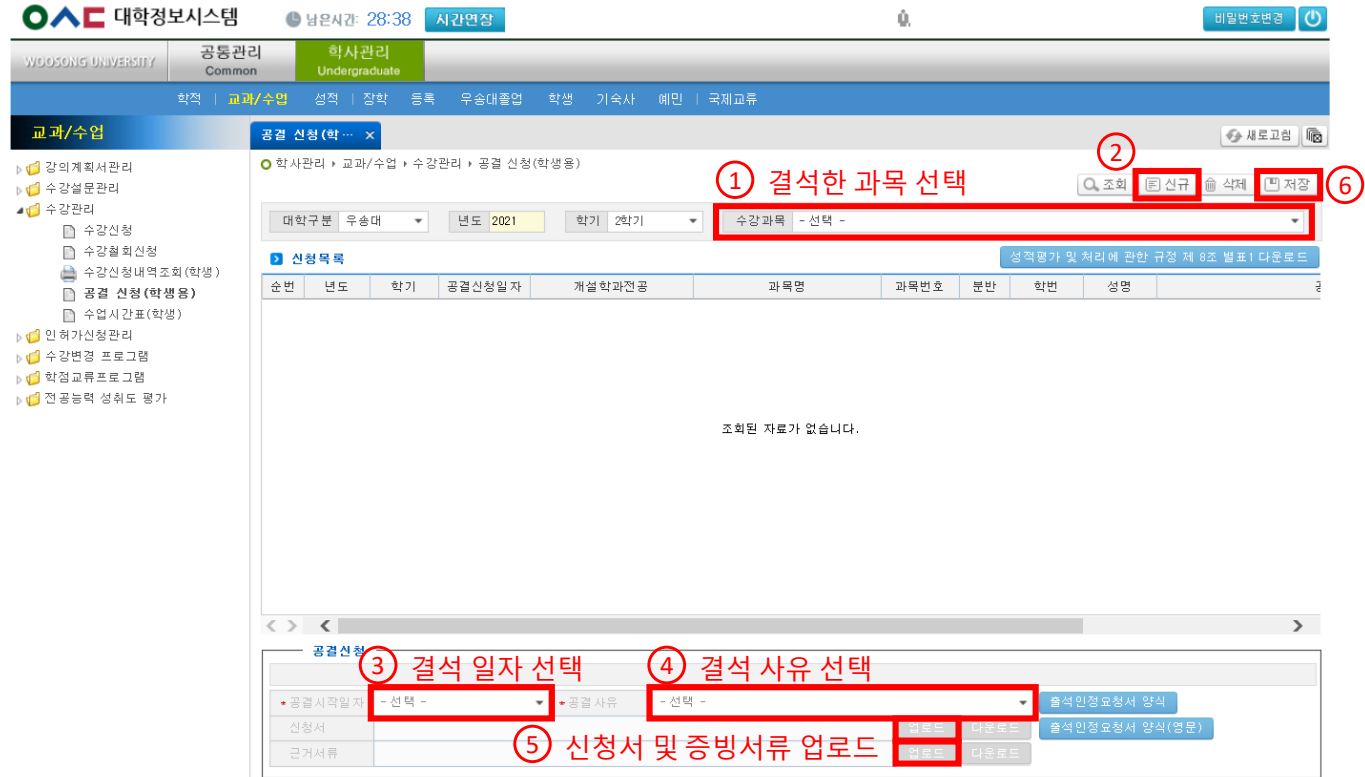 대학정보시스템 남은시간: 28:38 시간연장 비밀번호변경
WOOSONG UNIVERSITY 공통관리 Common 학사관리 Undergraduate
학적 | 교과/수업 성적 | 장학 등록 우송대졸업 학생 기숙사 예민 | 국제교류
교과/수업
공결 신청(학… x 새로고침
강의계획서관리
수강설문관리
수강관리
수강신청
수강철회신청
수강신청내역조회(학생)
공결 신청(학생용)
수업시간표(학생)
인허가신청관리
수강변경 프로그램
학점교류프로그램
전공능력 성취도 평가
학사관리 ▸ 교과/수업 ▸ 수강관리 ▸ 공결 신청(학생용)
① 결석한 과목 선택 ② 조회 신규 삭제 저장 ⑥
대학구분 우송대 년도 2021 학기 2학기 수강과목 - 선택 -
신청목록 성적평가 및 처리에 관한 규정 제 8조 별표1 다운로드
순번 년도 학기 공결신청일자 개설학과전공 과목명 과목번호 분반 학번 성명
조회된 자료가 없습니다.
공결신청
③ 결석 일자 선택 ④ 결석 사유 선택
*공결시작일자 - 선택 - *공결사유 - 선택 - 출석인정요청서 양식
신청서 업로드 다운로드 출석인정요청서 양식(영문)
⑤ 신청서 및 증빙서류 업로드
근거서류 업로드 다운로드